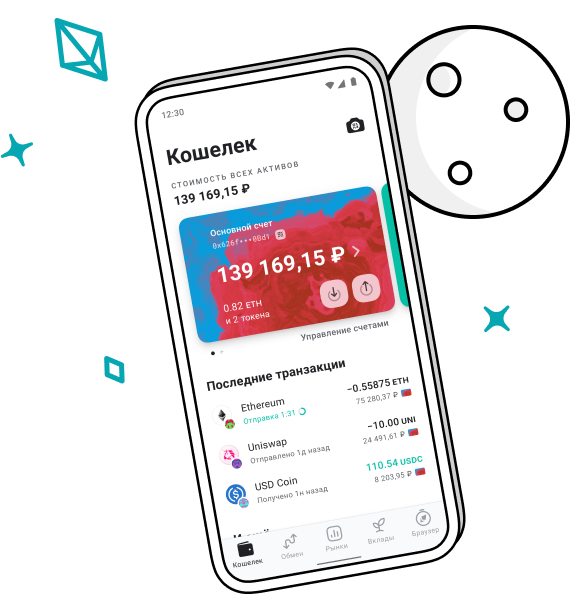 12:30
Кошелек
СТОИМОСТЬ ВСЕХ АКТИВОВ
139 169,15 ₽
Основной счет
0x626f•••0Bd1
139 169,15 ₽
0.82 ETH
и 2 токена
Управление счетами
Последние транзакции
Ethereum
−0.55875 ETH
Отправка 1:31
75 280,37 ₽
Uniswap
−10.00 UNI
Отправлено 1д назад
24 491,61 ₽
USD Coin
110.54 USDC
Получено 1н назад
8 203,95 ₽
Кошелек
Обмен
Рынки
Вклады
Браузер